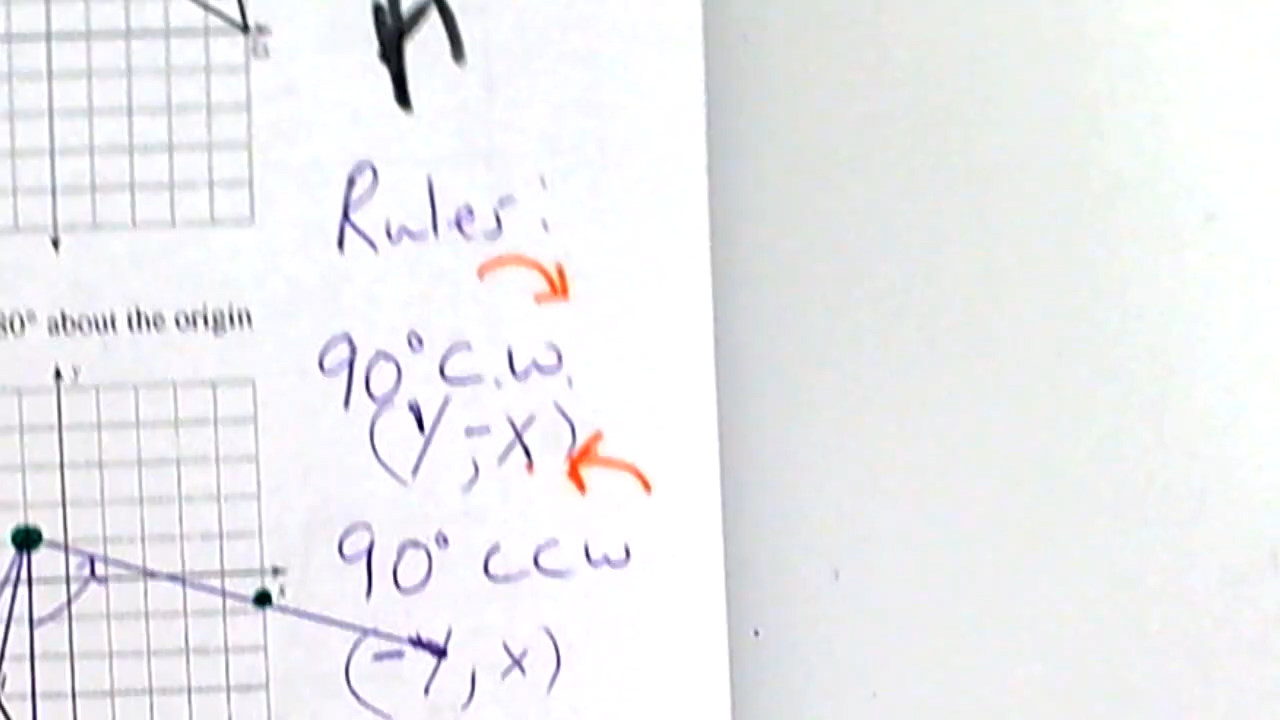 Rules:
80° about the origin
y
90° C.W.
(y, -x)
x
90° CCW
(-y, x)